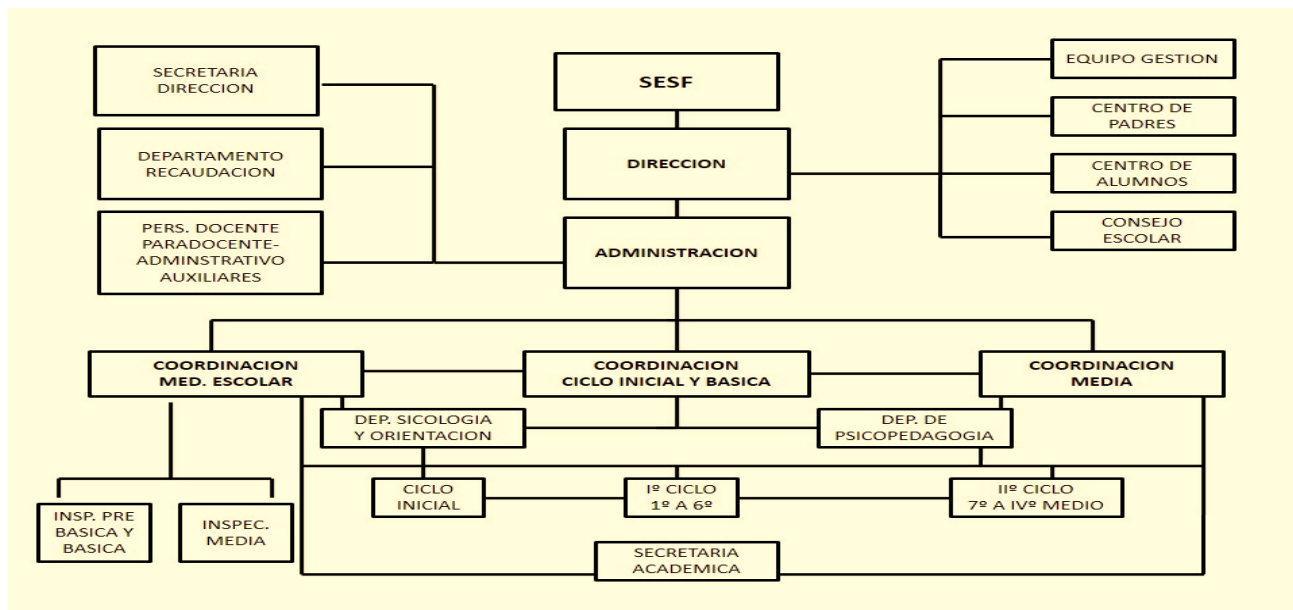 SECRETARIA
DIRECCION
SESF
EQUIPO GESTION
CENTRO DE
PADRES
DEPARTAMENTO
RECAUDACION
DIRECCION
CENTRO DE
ALUMNOS
PERS. DOCENTE
PARADOCENTE-
ADMINSTRATIVO
AUXILIARES
ADMINISTRACION
CONSEJO
ESCOLAR
COORDINACION
MED. ESCOLAR
COORDINACION
CICLO INICIAL Y BASICA
COORDINACION
MEDIA
DEP. SICOLOGIA
Y ORIENTACION
DEP. DE
PSICOPEDAGOGIA
CICLO
INICIAL
Iº CICLO
1º A 6º
IIº CICLO
7º A IVº MEDIO
INSP. PRE
BASICA Y
BASICA
INSPEC.
MEDIA
SECRETARIA
ACADEMICA